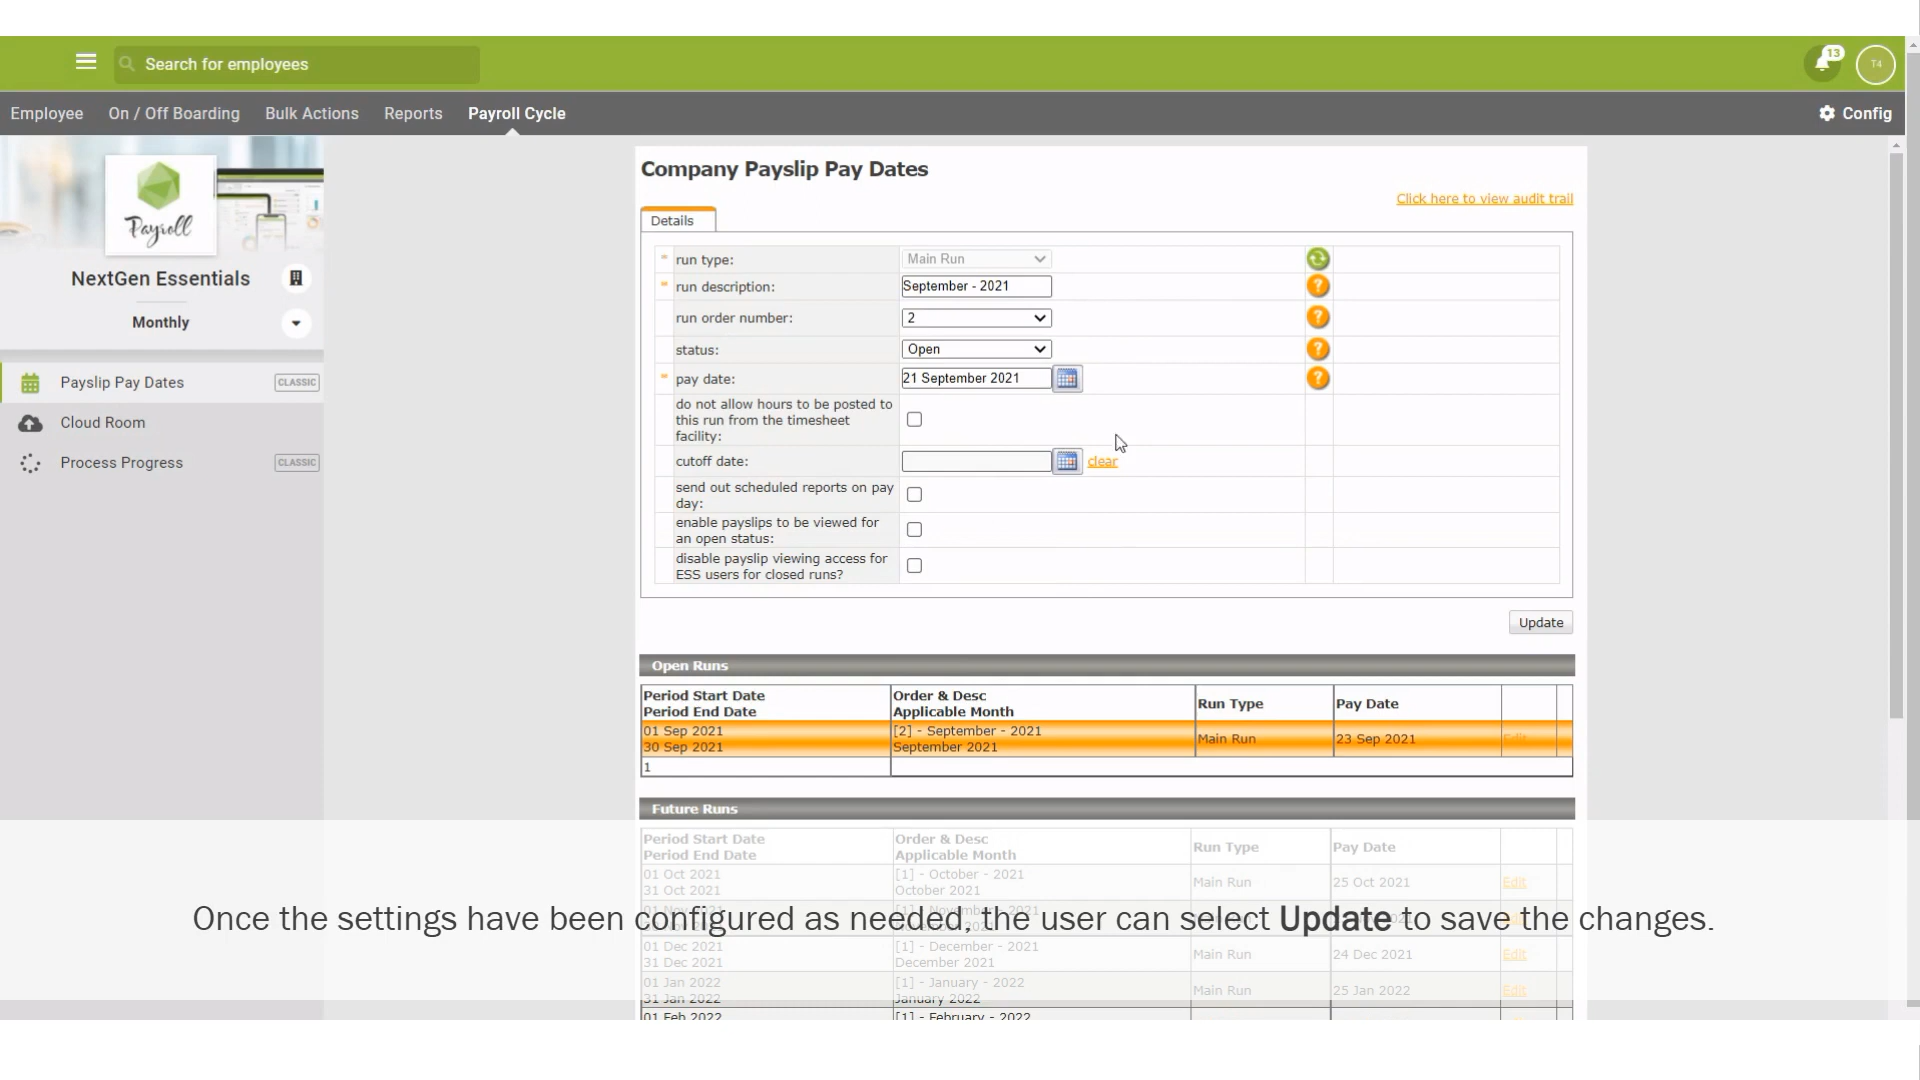 Search for employees
13
T4
Employee On / Off Boarding Bulk Actions Reports Payroll Cycle Config
Payroll
NextGen Essentials
Monthly
Payslip Pay Dates CLASSIC
Cloud Room
Process Progress CLASSIC
Company Payslip Pay Dates
Click here to view audit trail
Details
* run type: Main Run
* run description: September - 2021 ?
run order number: 2 ?
status: Open ?
* pay date: 21 September 2021 ?
do not allow hours to be posted to
this run from the timesheet
facility:
cutoff date: clear
send out scheduled reports on pay
day:
enable payslips to be viewed for
an open status:
disable payslip viewing access for
ESS users for closed runs?
Update
Open Runs
Period Start Date Order & Desc
Run Type Pay Date
Period End Date Applicable Month
01 Sep 2021 [2] - September - 2021
Main Run 23 Sep 2021 Edit
30 Sep 2021 September 2021
1
Future Runs
Period Start Date Order & Desc
Run Type Pay Date
Period End Date Applicable Month
01 Oct 2021 [1] - October - 2021
Main Run 25 Oct 2021 Edit
31 Oct 2021 October 2021
Once the settings have been configured as needed, the user can select Update to save the changes.
01 Dec 2021 [1] - December - 2021
Main Run 24 Dec 2021 Edit
31 Dec 2021 December 2021
01 Jan 2022 [1] - January - 2022
Main Run 25 Jan 2022 Edit
31 Jan 2022 January 2022
01 Feb 2022 [1] - February - 2022